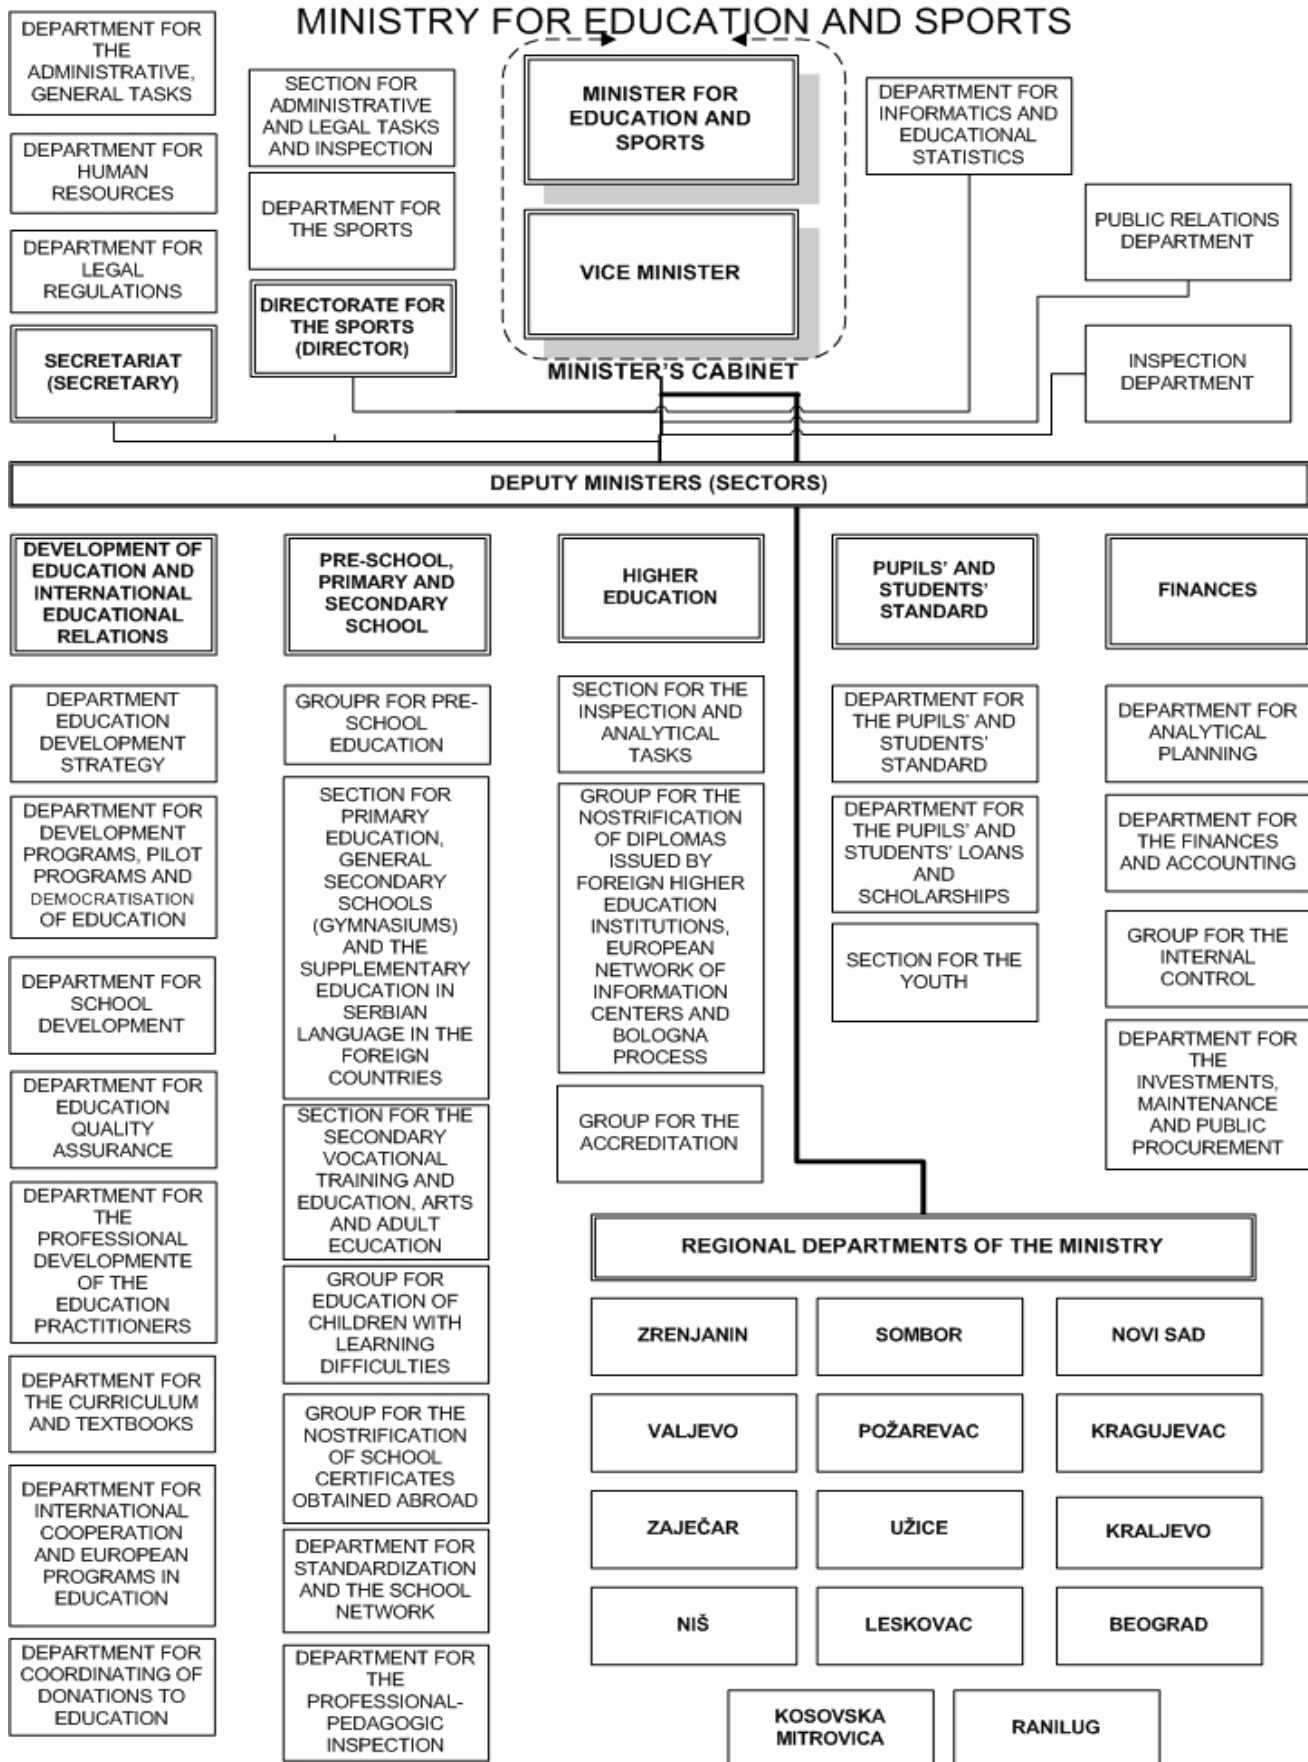 MINISTRY FOR EDUCATION AND SPORTS
DEPARTMENT FOR
THE
ADMINISTRATIVE,
GENERAL TASKS
DEPARTMENT FOR
HUMAN
RESOURCES
DEPARTMENT FOR
LEGAL
REGULATIONS
SECRETARIAT
(SECRETARY)
SECTION FOR
ADMINISTRATIVE
AND LEGAL TASKS
AND INSPECTION
DEPARTMENT FOR
THE SPORTS
DIRECTORATE FOR
THE SPORTS
(DIRECTOR)
MINISTER FOR
EDUCATION AND
SPORTS
VICE MINISTER
MINISTER'S CABINET
DEPARTMENT FOR
INFORMATICS AND
EDUCATIONAL
STATISTICS
PUBLIC RELATIONS
DEPARTMENT
INSPECTION
DEPARTMENT
DEPUTY MINISTERS (SECTORS)
DEVELOPMENT OF
EDUCATION AND
INTERNATIONAL
EDUCATIONAL
RELATIONS
DEPARTMENT
EDUCATION
DEVELOPMENT
STRATEGY
DEPARTMENT FOR
DEVELOPMENT
PROGRAMS, PILOT
PROGRAMS AND
DEMOCRATISATION
OF EDUCATION
DEPARTMENT FOR
SCHOOL
DEVELOPMENT
DEPARTMENT FOR
EDUCATION
QUALITY
ASSURANCE
DEPARTMENT FOR
THE
PROFESSIONAL
DEVELOPMENTE
OF THE
EDUCATION
PRACTITIONERS
DEPARTMENT FOR
THE CURRICULUM
AND TEXTBOOKS
DEPARTMENT FOR
INTERNATIONAL
COOPERATION
AND EUROPEAN
PROGRAMS IN
EDUCATION
DEPARTMENT FOR
COORDINATING OF
DONATIONS TO
EDUCATION
PRE-SCHOOL,
PRIMARY AND
SECONDARY
SCHOOL
GROUPR FOR PRE-
SCHOOL
EDUCATION
SECTION FOR
PRIMARY
EDUCATION,
GENERAL
SECONDARY
SCHOOLS
(GYMNASIUMS)
AND THE
SUPPLEMENTARY
EDUCATION IN
SERBIAN
LANGUAGE IN THE
FOREIGN
COUNTRIES
SECTION FOR THE
SECONDARY
VOCATIONAL
TRAINING AND
EDUCATION, ARTS
AND ADULT
ECUCATION
GROUP FOR
EDUCATION OF
CHILDREN WITH
LEARNING
DIFFICULTIES
GROUP FOR THE
NOSTRIFICATION
OF SCHOOL
CERTIFICATES
OBTAINED ABROAD
DEPARTMENT FOR
STANDARDIZATION
AND THE SCHOOL
NETWORK
DEPARTMENT FOR
THE
PROFESSIONAL-
PEDAGOGIC
INSPECTION
HIGHER
EDUCATION
SECTION FOR THE
INSPECTION AND
ANALYTICAL
TASKS
GROUP FOR THE
NOSTRIFICATION
OF DIPLOMAS
ISSUED BY
FOREIGN HIGHER
EDUCATION
INSTITUTIONS,
EUROPEAN
NETWORK OF
INFORMATION
CENTERS AND
BOLOGNA
PROCESS
GROUP FOR THE
ACCREDITATION
PUPILS' AND
STUDENTS'
STANDARD
DEPARTMENT FOR
THE PUPILS' AND
STUDENTS'
STANDARD
DEPARTMENT FOR
THE PUPILS' AND
STUDENTS' LOANS
AND
SCHOLARSHIPS
SECTION FOR THE
YOUTH
FINANCES
DEPARTMENT FOR
ANALYTICAL
PLANNING
DEPARTMENT FOR
THE FINANCES
AND ACCOUNTING
GROUP FOR THE
INTERNAL
CONTROL
DEPARTMENT FOR
THE
INVESTMENTS,
MAINTENANCE
AND PUBLIC
PROCUREMENT
REGIONAL DEPARTMENTS OF THE MINISTRY
ZRENJANIN
SOMBOR
NOVI SAD
VALJEVO
POŽAREVAC
KRAGUJEVAC
ZAJEČAR
UŽICE
KRALJEVO
NIŠ
LESKOVAC
BEOGRAD
KOSOVSKA
MITROVICA
RANILUG